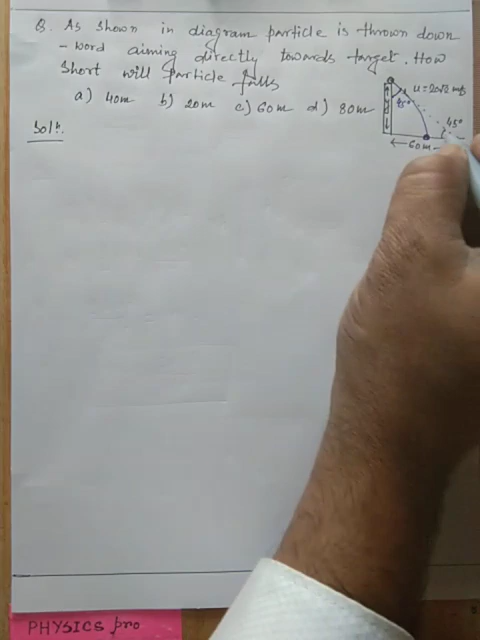 Q. As shown in diagram particle is thrown down
- word aiming directly towards target. How
short will particle falls
a) 40m b) 20m c) 60m d) 80m
u = 20√2 m/s
45°
45°
60m
Solⁿ.
PHYSICS pro